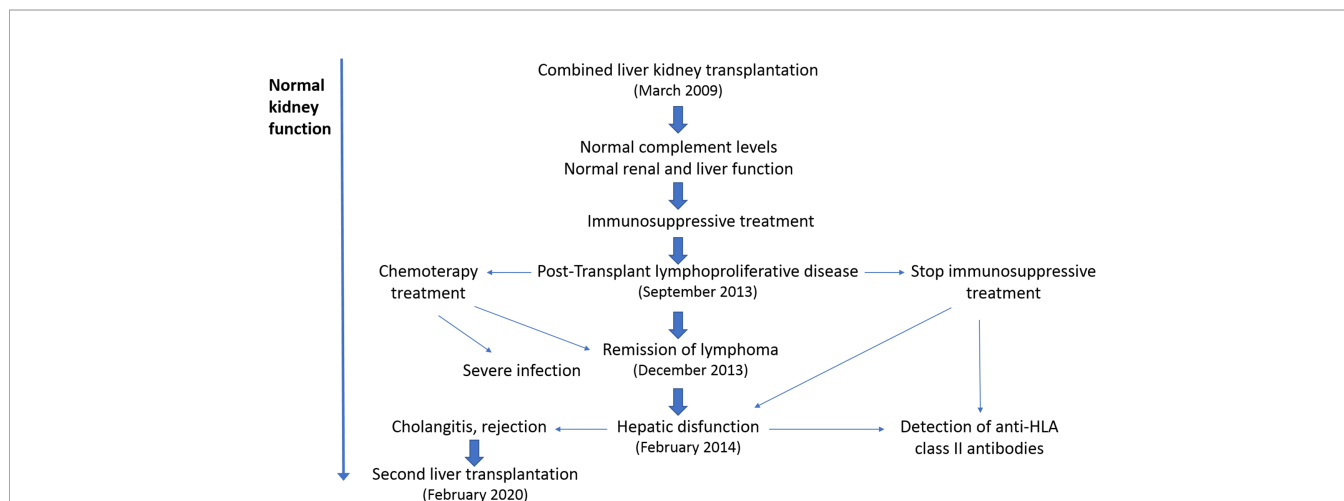 Normal
kidney
function
Combined liver kidney transplantation
(March 2009)
Normal complement levels
Normal renal and liver function
Immunosuppressive treatment
Chemoterapy
treatment
Post-Transplant lymphoproliferative disease
(September 2013)
Stop immunosuppressive
treatment
Severe infection
Remission of lymphoma
(December 2013)
Cholangitis, rejection
Hepatic disfunction
(February 2014)
Detection of anti-HLA
class II antibodies
Second liver transplantation
(February 2020)